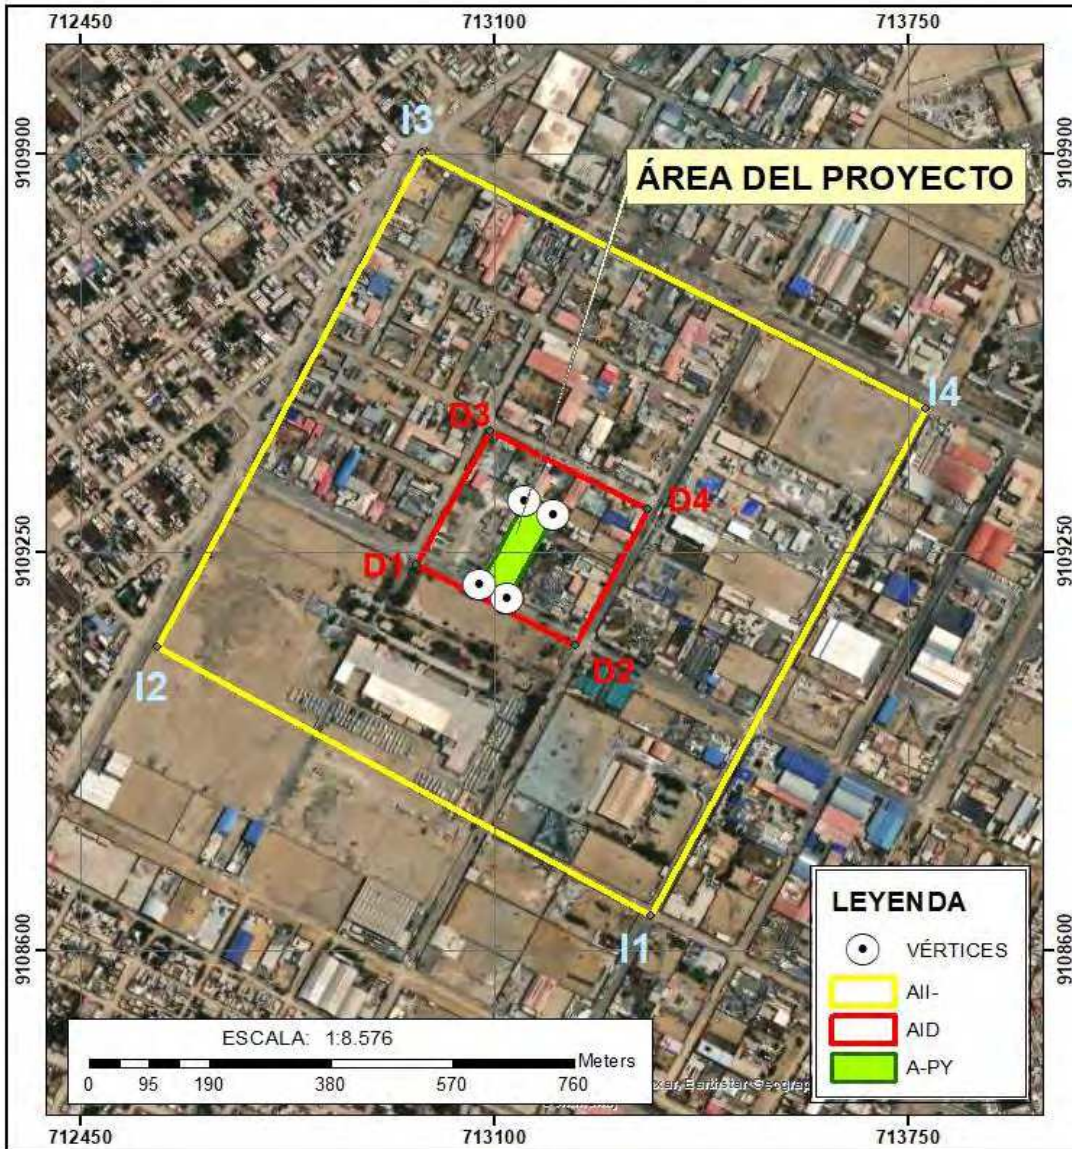 712450
713100
713750
9109900
9109900
I3
ÁREA DEL PROYECTO
I4
D3
D4
9109250
9109250
D1
D2
I2
I1
9108600
9108600
LEYENDA
VÉRTICES
AII-
AID
A-PY
ESCALA: 1:8.576
Meters
0 95 190 380 570 760
712450
713100
713750